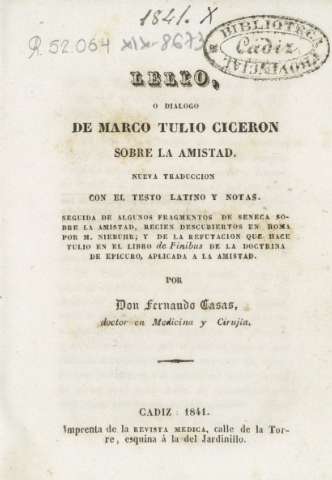 1841. X
R. 52.064 XIX-8673
BIBLIOTECA
Cadiz
PROVINCIAL
LELIO,
O DIALOGO
DE MARCO TULIO CICERON
SOBRE LA AMISTAD.
NUEVA TRADUCCION
CON EL TESTO LATINO Y NOTAS.
SEGUIDA DE ALGUNOS FRAGMENTOS DE SENECA SO-
BRE LA AMISTAD, RECIEN DESCUBIERTOS EN ROMA
POR M. NIEBUHR; Y DE LA REFUTACION QUE HACE
TULIO EN EL LIBRO de Finibus DE LA DOCTRINA
DE EPICURO, APLICADA A LA AMISTAD.
POR
Don Fernando Casas,
doctor en Medicina y Cirujía.
CADIZ: 1841.
Imprenta de la REVISTA MEDICA, calle de la Tor-
re, esquina á la del Jardinillo.